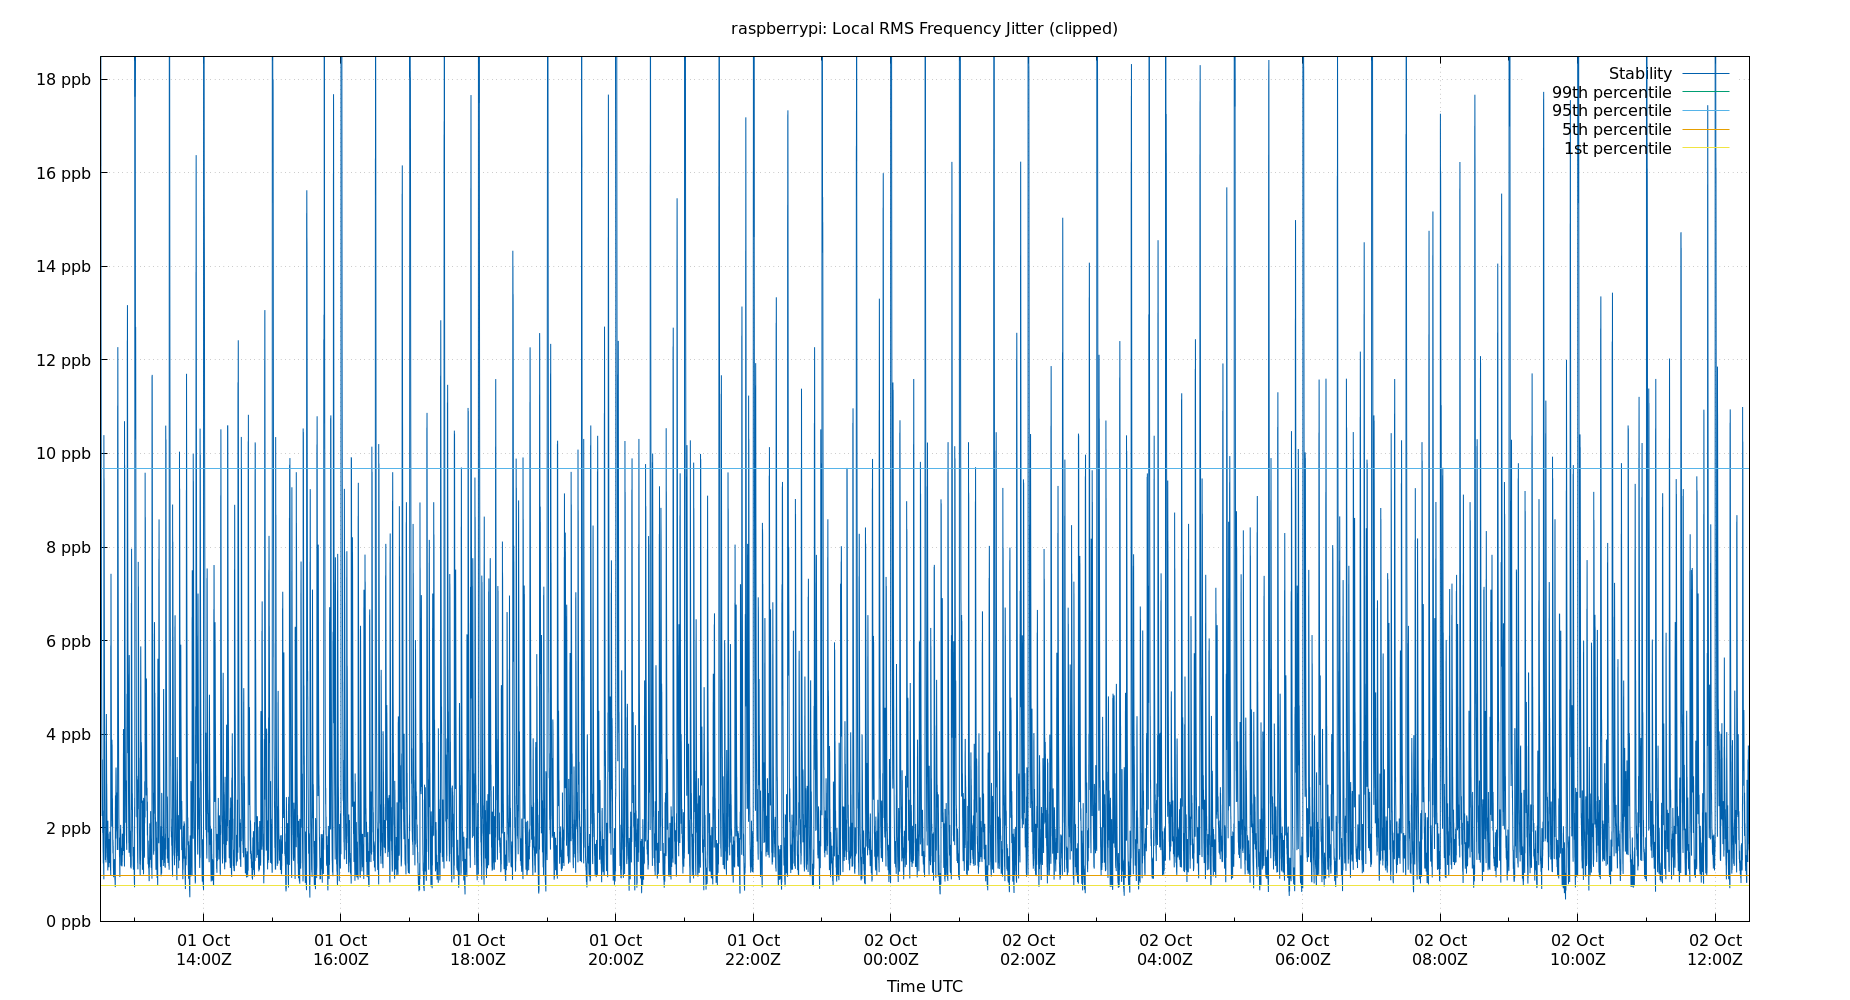 raspberrypi: Local RMS Frequency Jitter (clipped)
18 ppb
16 ppb
14 ppb
12 ppb
10 ppb
8 ppb
6 ppb
4 ppb
2 ppb
0 ppb
Stability
99th percentile
95th percentile
5th percentile
1st percentile
01 Oct 01 Oct 01 Oct 01 Oct 01 Oct 02 Oct 02 Oct 02 Oct 02 Oct 02 Oct 02 Oct 02 Oct
14:00Z 16:00Z 18:00Z 20:00Z 22:00Z 00:00Z 02:00Z 04:00Z 06:00Z 08:00Z 10:00Z 12:00Z
Time UTC